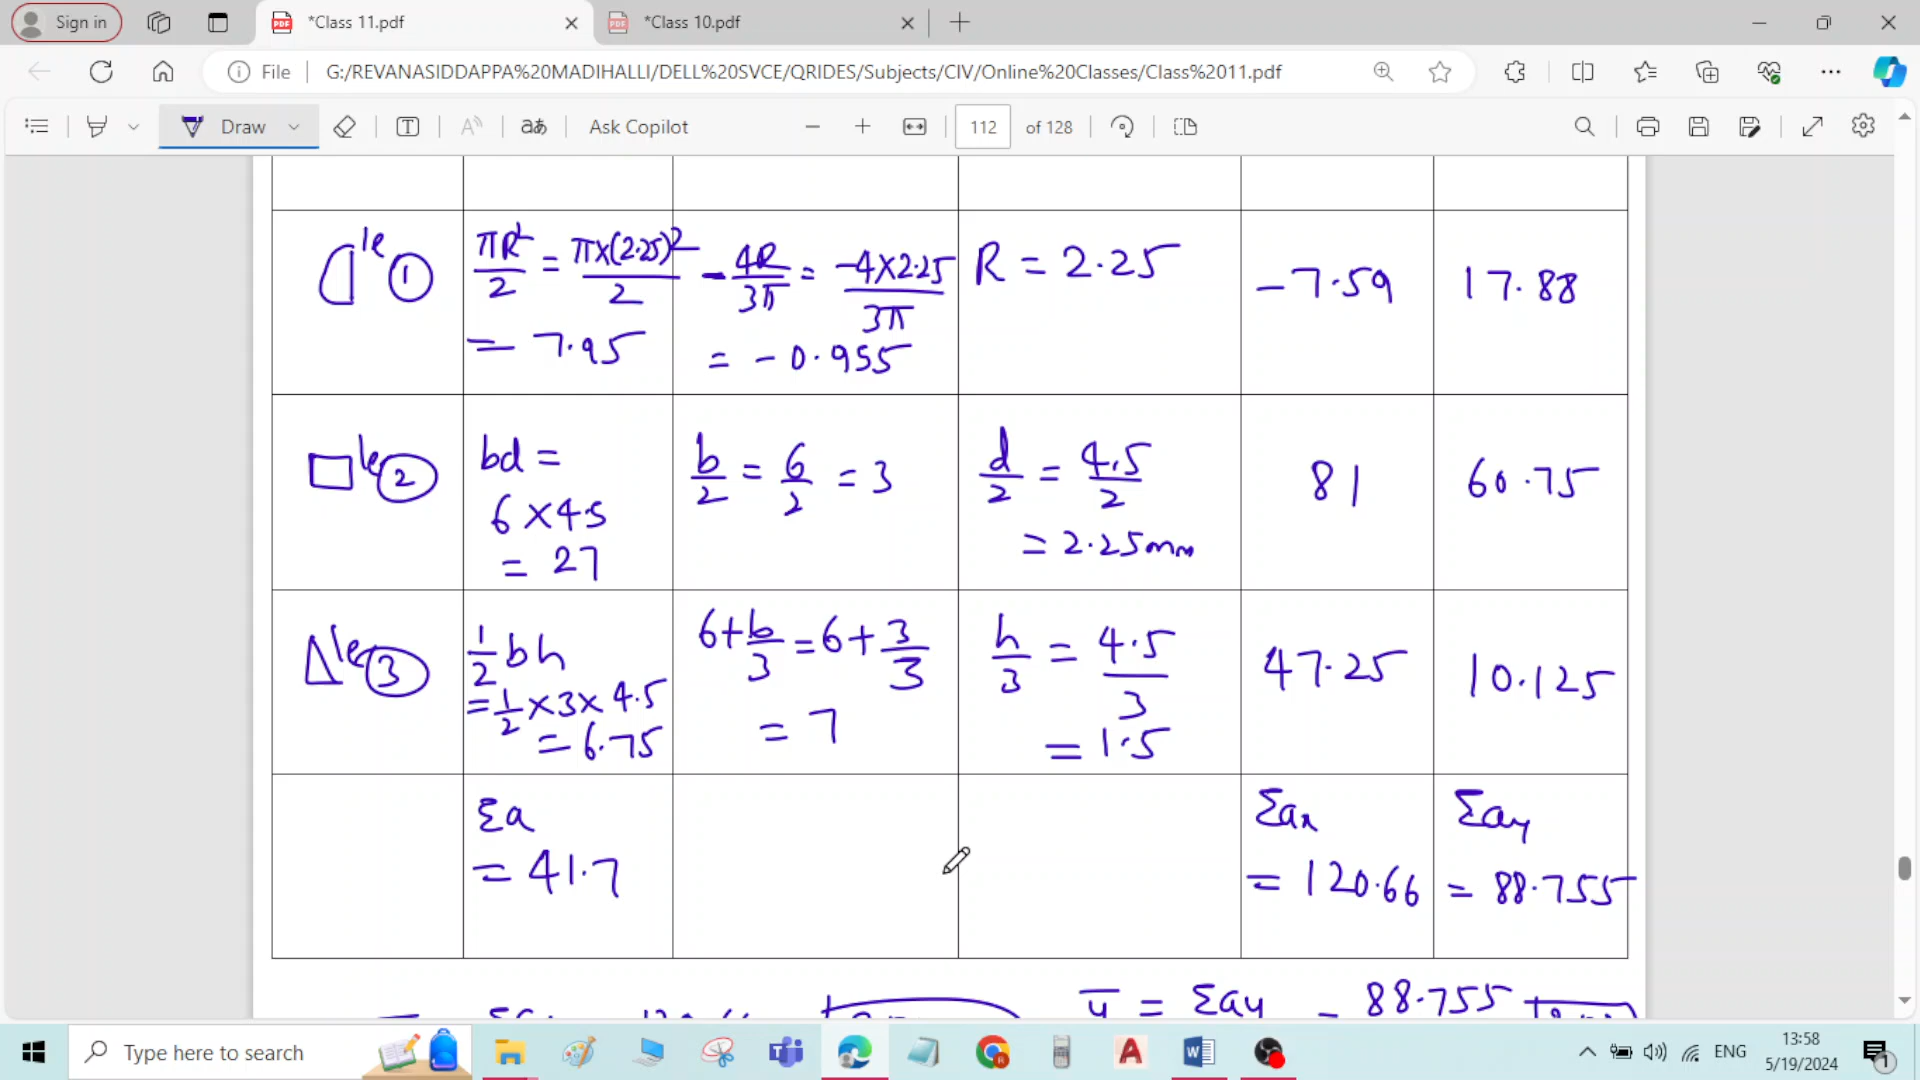 Sign in
*Class 11.pdf
*Class 10.pdf
File
G:/REVANASIDDAPPA%20MADIHALLI/DELL%20SVCE/QRIDES/Subjects/CIV/Online%20Classes/Class%2011.pdf
Draw
Ask Copilot
112 of 128
le ①
πR²/2 = π×(2.25)²/2
= 7.95
-4R/3π = -4×2.25/3π
= -0.955
R = 2.25
-7.59
17.88
le ②
bd =
6×4.5
= 27
b/2 = 6/2 = 3
d/2 = 4.5/2
= 2.25mm
81
60.75
le ③
1/2 bh
= 1/2 × 3 × 4.5
= 6.75
6+b/3 = 6+3/3
= 7
h/3 = 4.5/3
= 1.5
47.25
10.125
Σa
= 41.7
Σax
= 120.66
Σay
= 88.755
y̅ = Σay = 88.755
Type here to search
ENG
13:58
5/19/2024
1